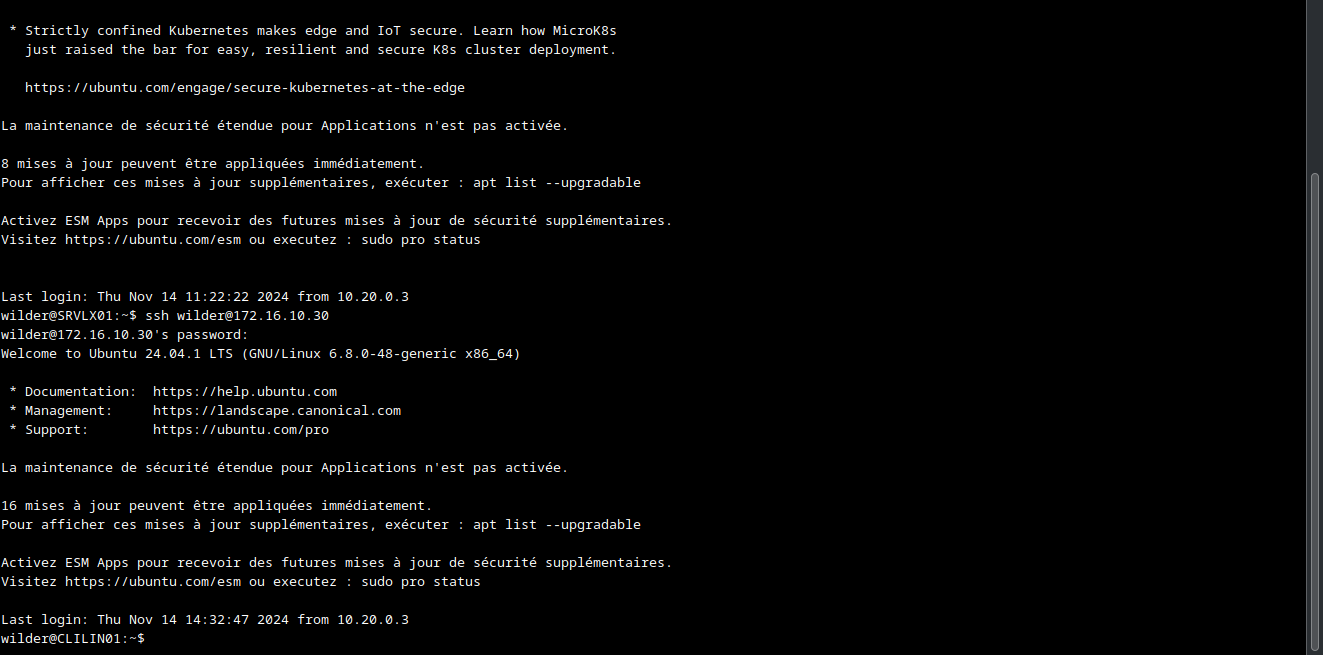 * Strictly confined Kubernetes makes edge and IoT secure. Learn how MicroK8s
just raised the bar for easy, resilient and secure K8s cluster deployment.
https://ubuntu.com/engage/secure-kubernetes-at-the-edge
La maintenance de sécurité étendue pour Applications n'est pas activée.
8 mises à jour peuvent être appliquées immédiatement.
Pour afficher ces mises à jour supplémentaires, exécuter : apt list --upgradable
Activez ESM Apps pour recevoir des futures mises à jour de sécurité supplémentaires.
Visitez https://ubuntu.com/esm ou executez : sudo pro status
Last login: Thu Nov 14 11:22:22 2024 from 10.20.0.3
wilder@SRVLX01:~$ ssh wilder@172.16.10.30
wilder@172.16.10.30's password:
Welcome to Ubuntu 24.04.1 LTS (GNU/Linux 6.8.0-48-generic x86_64)
* Documentation:  https://help.ubuntu.com
* Management:     https://landscape.canonical.com
* Support:        https://ubuntu.com/pro
La maintenance de sécurité étendue pour Applications n'est pas activée.
16 mises à jour peuvent être appliquées immédiatement.
Pour afficher ces mises à jour supplémentaires, exécuter : apt list --upgradable
Activez ESM Apps pour recevoir des futures mises à jour de sécurité supplémentaires.
Visitez https://ubuntu.com/esm ou executez : sudo pro status
Last login: Thu Nov 14 14:32:47 2024 from 10.20.0.3
wilder@CLILIN01:~$